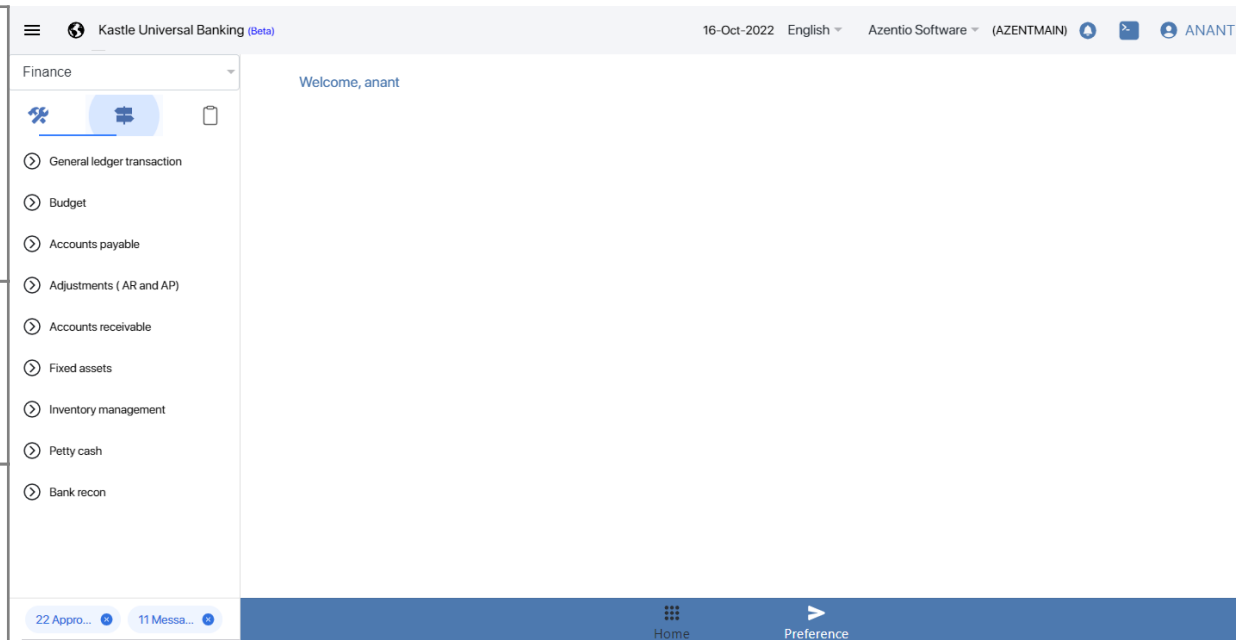 Kastle Universal Banking (Beta) 16-Oct-2022 English Azentio Software (AZENTMAIN) ANANT
Finance
Welcome, anant
General ledger transaction
Budget
Accounts payable
Adjustments ( AR and AP)
Accounts receivable
Fixed assets
Inventory management
Petty cash
Bank recon
22 Appro... 11 Messa...
Home Preference